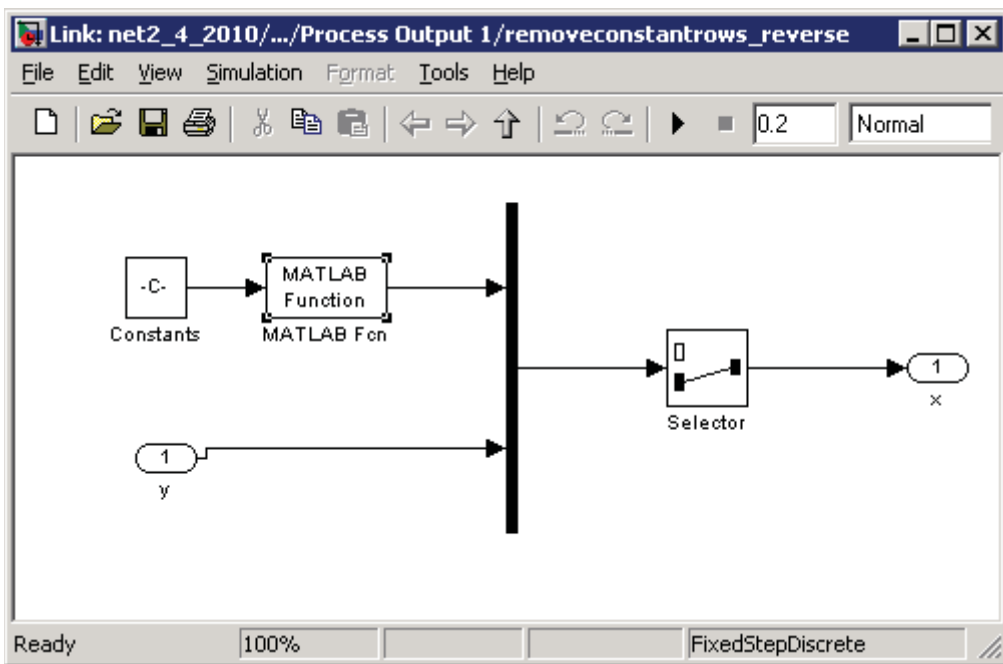 Link: net2_4_2010/.../Process Output 1/removeconstantrows_reverse
File Edit View Simulation Format Tools Help
0.2 Normal
-C-
Constants
MATLAB
Function
MATLAB Fcn
1
y
Selector
1
x
Ready 100% FixedStepDiscrete